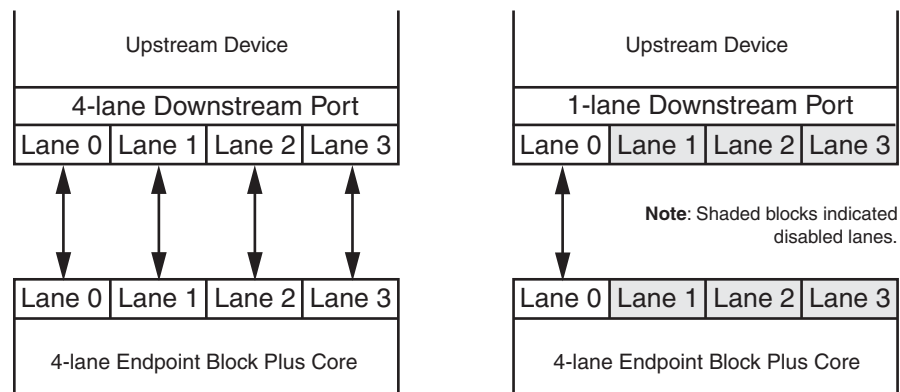 Upstream Device
4-lane Downstream Port
Lane 0 Lane 1 Lane 2 Lane 3
Lane 0 Lane 1 Lane 2 Lane 3
4-lane Endpoint Block Plus Core
Upstream Device
1-lane Downstream Port
Lane 0 Lane 1 Lane 2 Lane 3
Note: Shaded blocks indicated
disabled lanes.
Lane 0 Lane 1 Lane 2 Lane 3
4-lane Endpoint Block Plus Core